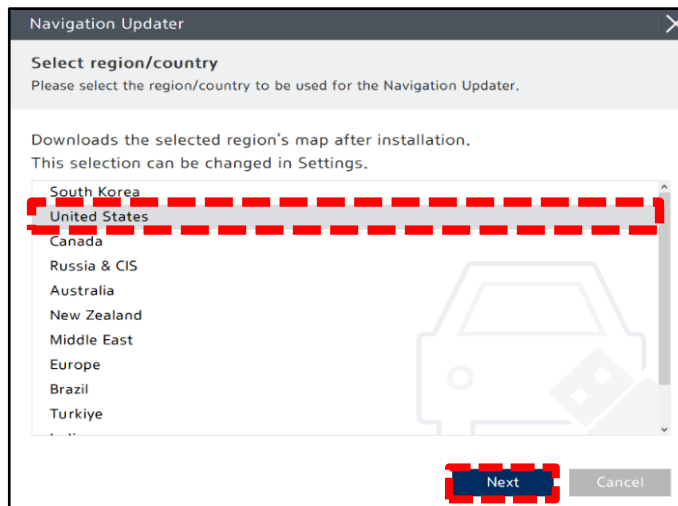 Navigation Updater
Select region/country
Please select the region/country to be used for the Navigation Updater.
Downloads the selected region's map after installation.
This selection can be changed in Settings.
South Korea
United States
Canada
Russia & CIS
Australia
New Zealand
Middle East
Europe
Brazil
Turkiye
Next
Cancel